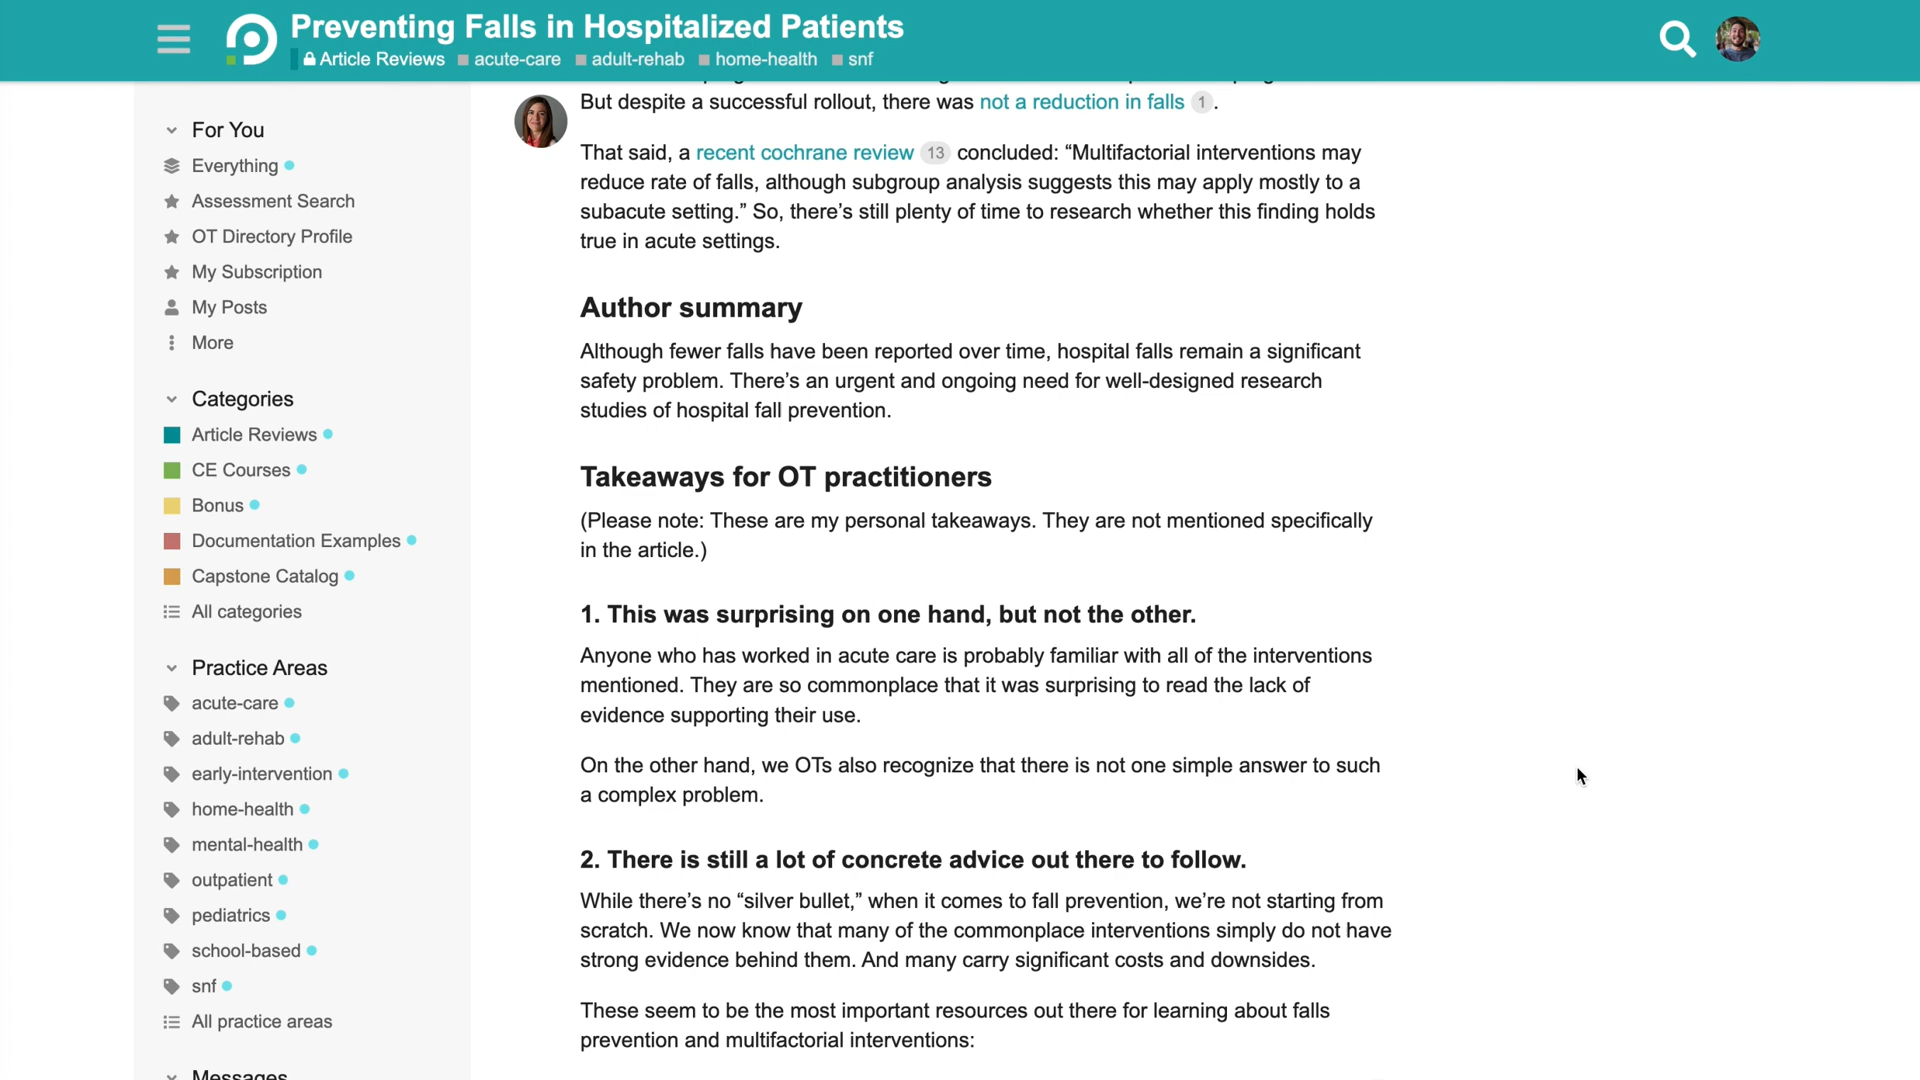 Preventing Falls in Hospitalized Patients
Article Reviews acute-care adult-rehab home-health snf
For You
Everything
Assessment Search
OT Directory Profile
My Subscription
My Posts
More
Categories
Article Reviews
CE Courses
Bonus
Documentation Examples
Capstone Catalog
All categories
Practice Areas
acute-care
adult-rehab
early-intervention
home-health
mental-health
outpatient
pediatrics
school-based
snf
All practice areas
Messages
But despite a successful rollout, there was not a reduction in falls 1 .
That said, a recent cochrane review 13 concluded: “Multifactorial interventions may
reduce rate of falls, although subgroup analysis suggests this may apply mostly to a
subacute setting.” So, there’s still plenty of time to research whether this finding holds
true in acute settings.
Author summary
Although fewer falls have been reported over time, hospital falls remain a significant
safety problem. There’s an urgent and ongoing need for well-designed research
studies of hospital fall prevention.
Takeaways for OT practitioners
(Please note: These are my personal takeaways. They are not mentioned specifically
in the article.)
1. This was surprising on one hand, but not the other.
Anyone who has worked in acute care is probably familiar with all of the interventions
mentioned. They are so commonplace that it was surprising to read the lack of
evidence supporting their use.
On the other hand, we OTs also recognize that there is not one simple answer to such
a complex problem.
2. There is still a lot of concrete advice out there to follow.
While there’s no “silver bullet,” when it comes to fall prevention, we’re not starting from
scratch. We now know that many of the commonplace interventions simply do not have
strong evidence behind them. And many carry significant costs and downsides.
These seem to be the most important resources out there for learning about falls
prevention and multifactorial interventions: